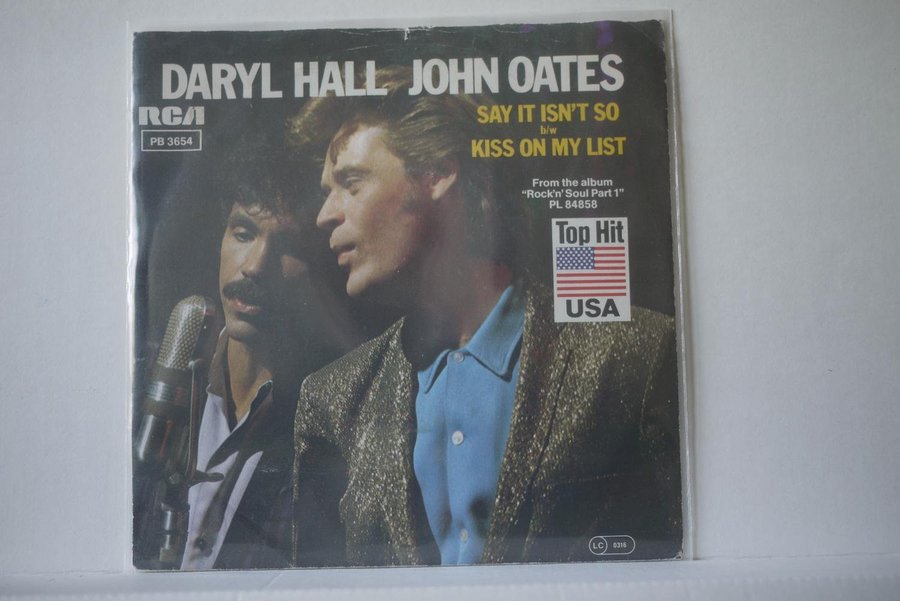 DARYL HALL JOHN OATES
RCA
PB 3654
SAY IT ISN'T SO
b/w
KISS ON MY LIST
From the album
"Rock'n' Soul Part 1"
PL 84858
Top Hit
USA
LC 0316